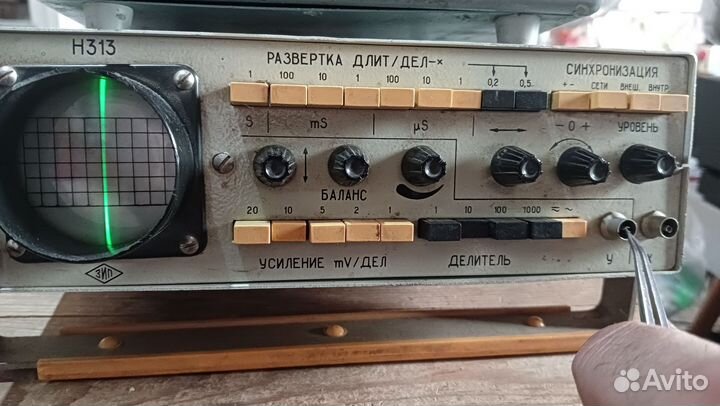 Н313
РАЗВЕРТКА ДЛИТ/ДЕЛ-×
1 100 10 1 100 10 1 0,2 0,5
СИНХРОНИЗАЦИЯ
+ - СЕТИ ВНЕШ. ВНУТР
S mS µS
- 0 + УРОВЕНЬ
БАЛАНС
20 10 5 2 1 1 10 100 1000 ≂ ~
УСИЛЕНИЕ mV/ДЕЛ ДЕЛИТЕЛЬ
У
ЗИП
Avito